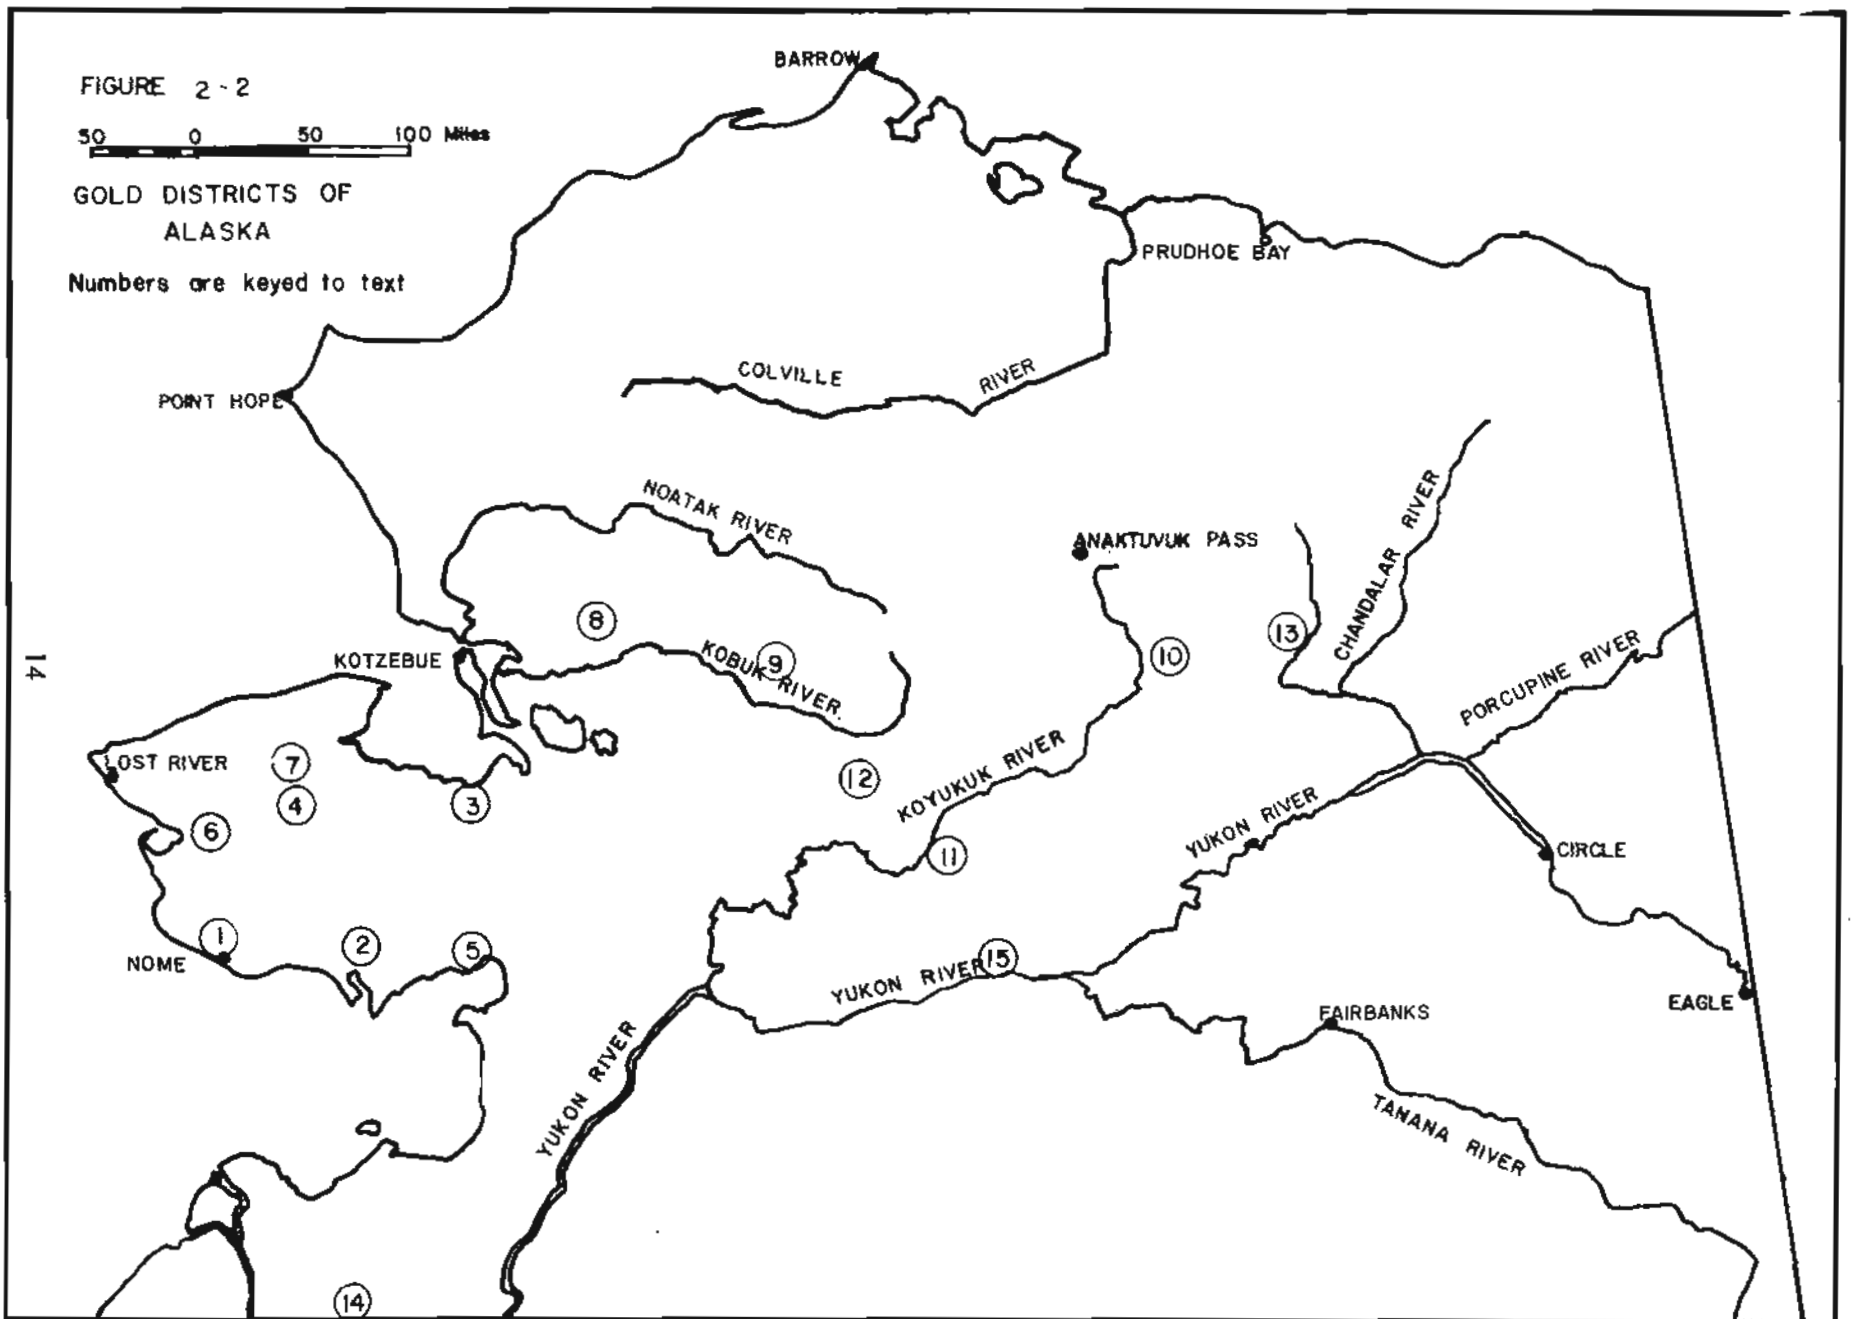 BARROW
FIGURE 2-2
50 0 50 100 Miles
GOLD DISTRICTS OF
ALASKA
Numbers are keyed to text
PRUDHOE BAY
COLVILLE RIVER
POINT HOPE
NOATAK RIVER
ANAKTUVUK PASS
CHANDALAR RIVER
8
13
KOTZEBUE
KOBUK RIVER
9
10
PORCUPINE RIVER
14
LOST RIVER
7
12
KOYUKUK RIVER
4
3
6
YUKON RIVER
11
CIRCLE
1
2
5
NOME
YUKON RIVER
15
EAGLE
FAIRBANKS
YUKON RIVER
TANANA RIVER
14